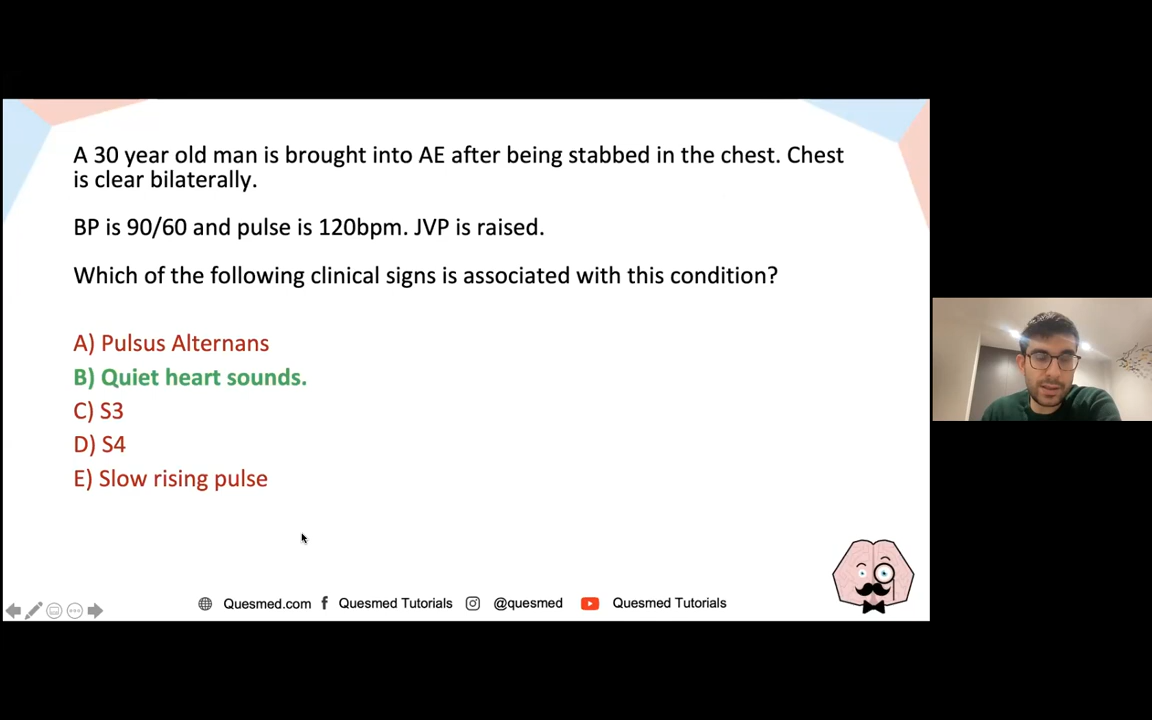 A 30 year old man is brought into AE after being stabbed in the chest. Chest
is clear bilaterally.
BP is 90/60 and pulse is 120bpm. JVP is raised.
Which of the following clinical signs is associated with this condition?
A) Pulsus Alternans
B) Quiet heart sounds.
C) S3
D) S4
E) Slow rising pulse
Quesmed.com f Quesmed Tutorials @quesmed Quesmed Tutorials